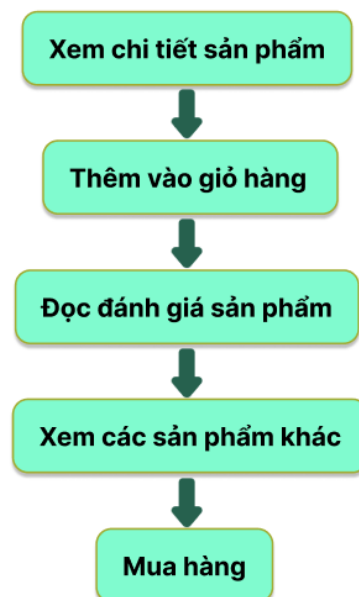 Xem chi tiết sản phẩm
Thêm vào giỏ hàng
Đọc đánh giá sản phẩm
Xem các sản phẩm khác
Mua hàng